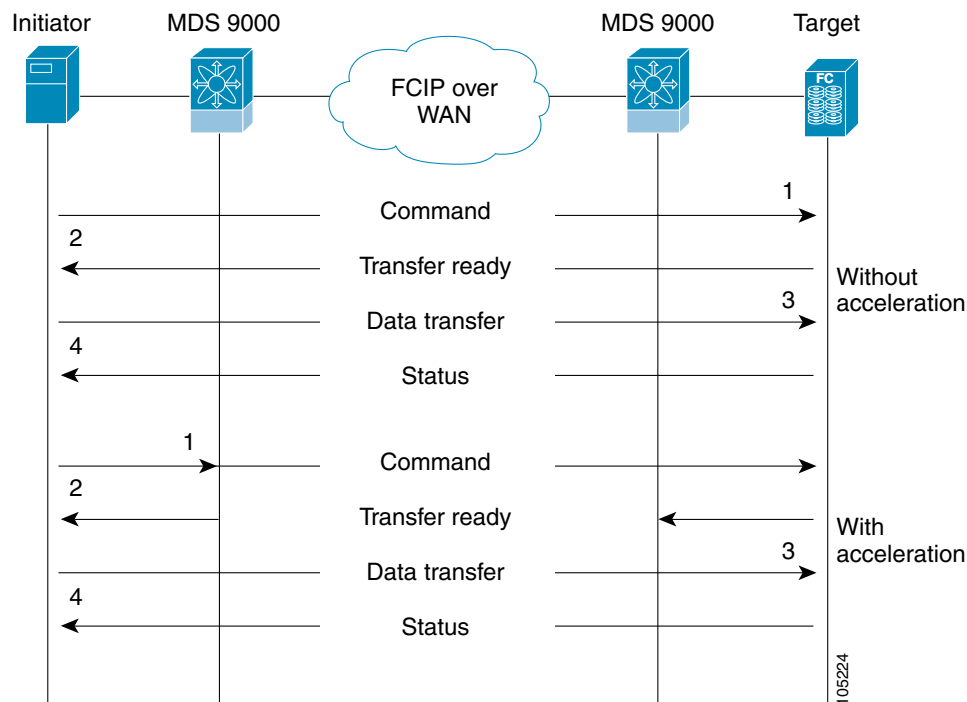 Initiator
MDS 9000
MDS 9000
Target
FCIP over
WAN
FC
1
Command
2
Transfer ready
Without
acceleration
3
Data transfer
4
Status
1
Command
2
Transfer ready
With
acceleration
3
Data transfer
4
Status
105224